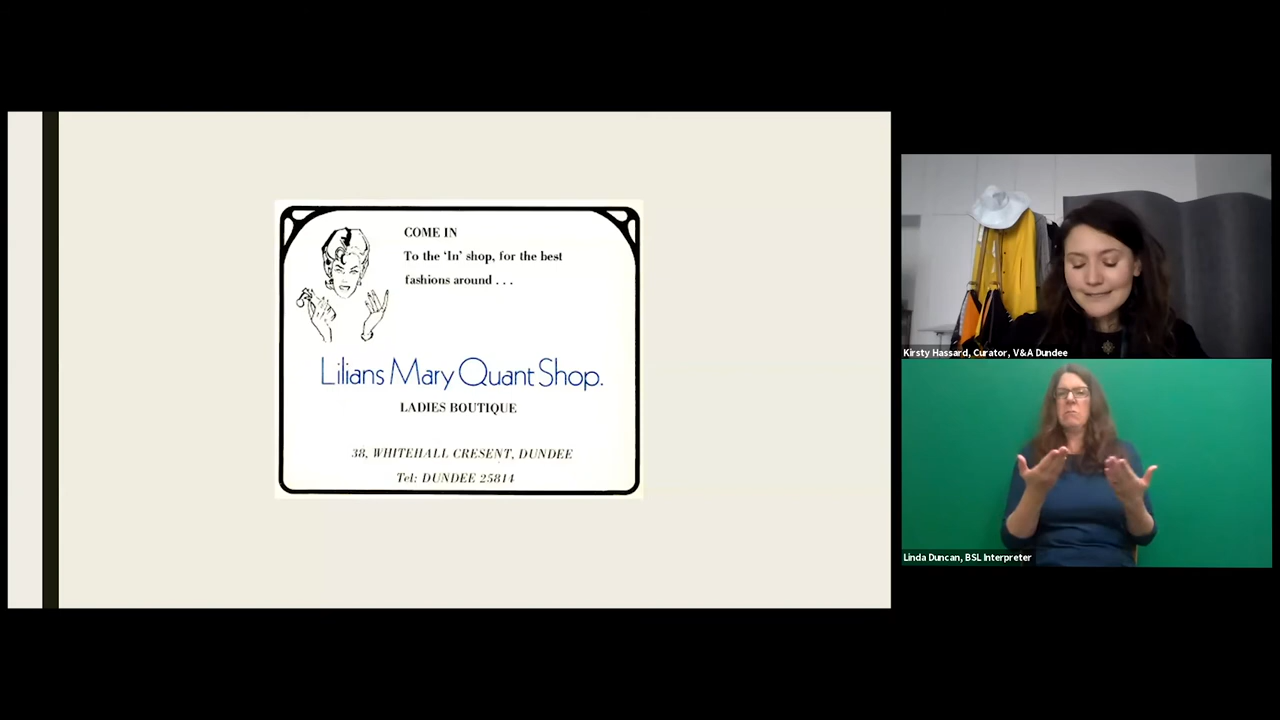 COME IN
To the ‘In’ shop, for the best
fashions around . . .
Lilians Mary Quant Shop.
LADIES BOUTIQUE
38, WHITEHALL CRESENT, DUNDEE
Tel: DUNDEE 25814
Kirsty Hassard, Curator, V&A Dundee
Linda Duncan, BSL Interpreter